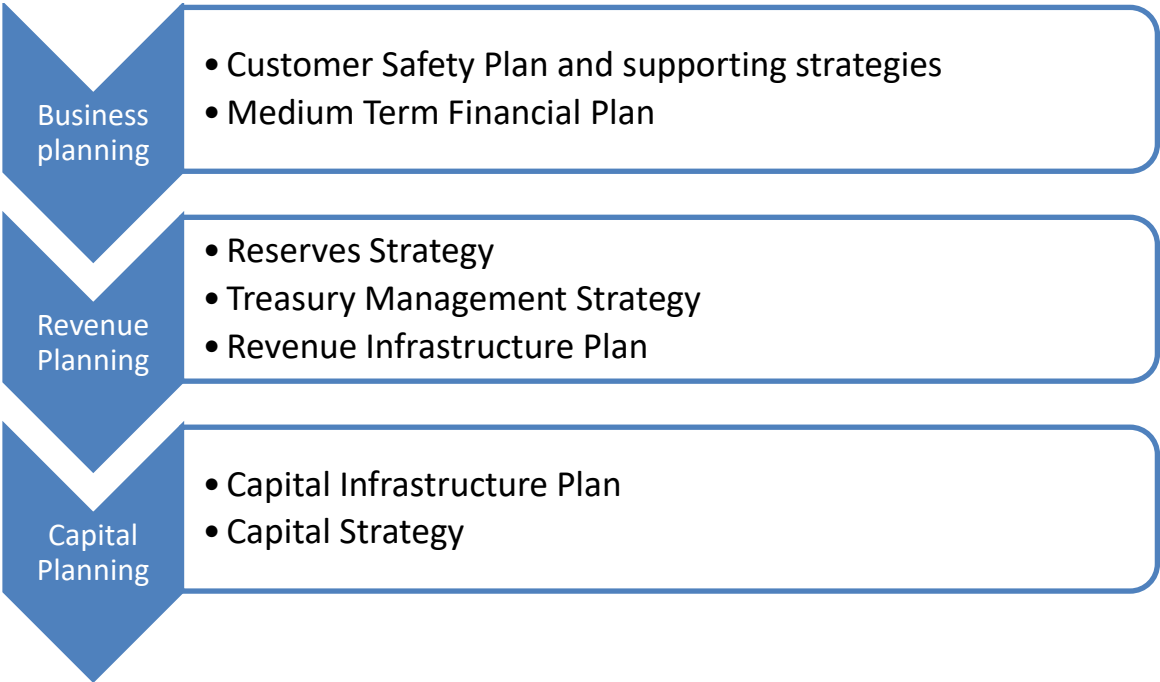 Business
planning
• Customer Safety Plan and supporting strategies
• Medium Term Financial Plan
Revenue
Planning
• Reserves Strategy
• Treasury Management Strategy
• Revenue Infrastructure Plan
Capital
Planning
• Capital Infrastructure Plan
• Capital Strategy